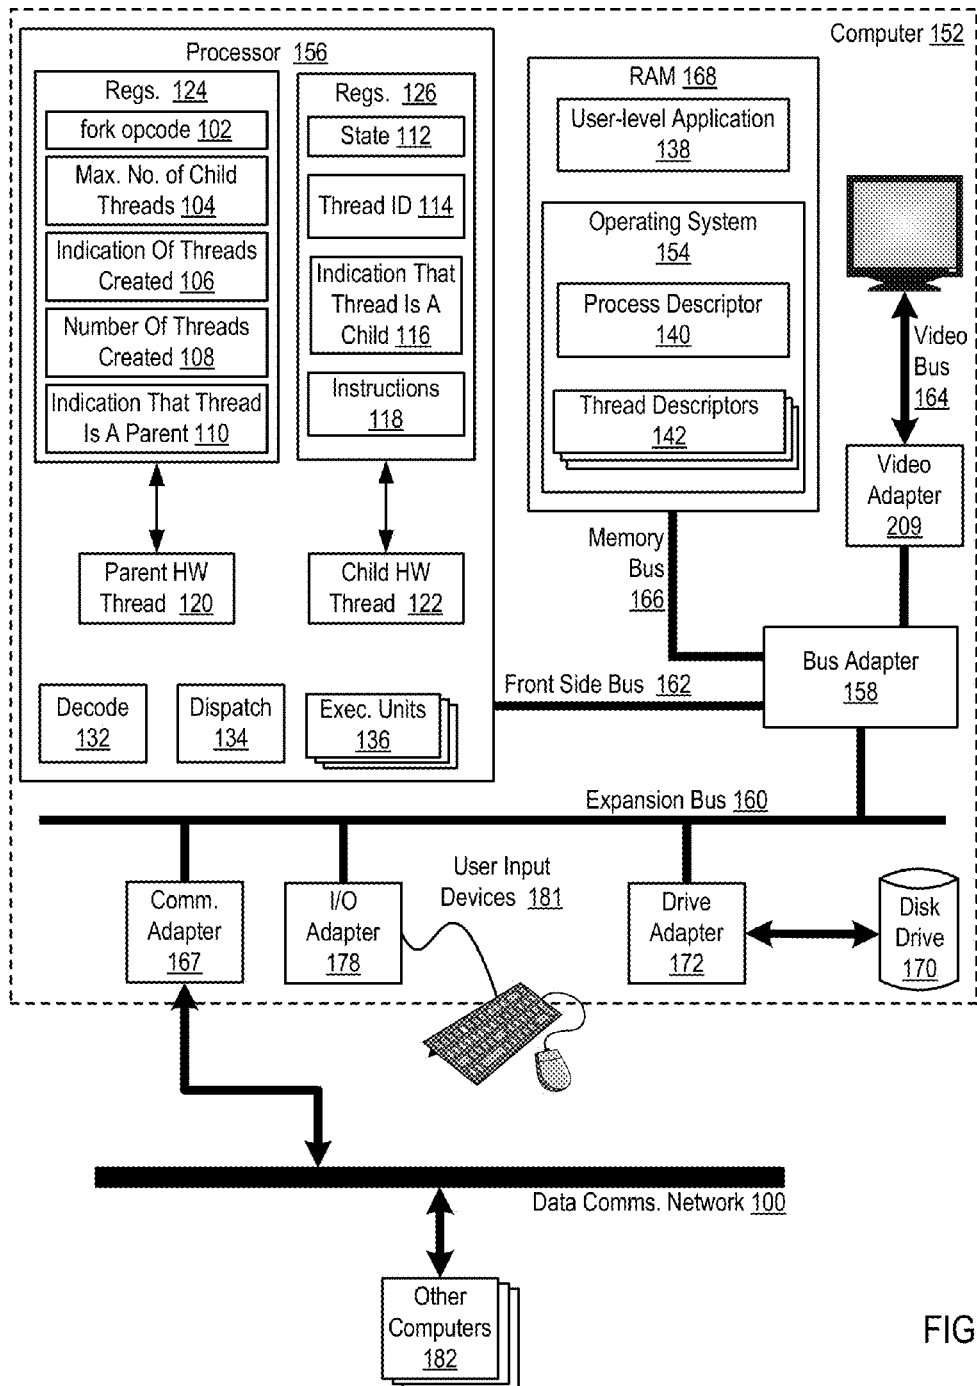 Computer 152
Processor 156
Regs. 124
fork opcode 102
Max. No. of Child
Threads 104
Indication Of Threads
Created 106
Number Of Threads
Created 108
Indication That Thread
Is A Parent 110
Regs. 126
State 112
Thread ID 114
Indication That
Thread Is A
Child 116
Instructions
118
Parent HW
Thread 120
Child HW
Thread 122
Decode
132
Dispatch
134
Exec. Units
136
RAM 168
User-level Application
138
Operating System
154
Process Descriptor
140
Thread Descriptors
142
Video
Bus
164
Video
Adapter
209
Memory
Bus
166
Bus Adapter
158
Front Side Bus 162
Expansion Bus 160
Comm.
Adapter
167
I/O
Adapter
178
User Input
Devices 181
Drive
Adapter
172
Disk
Drive
170
Data Comms. Network 100
Other
Computers
182
FIG